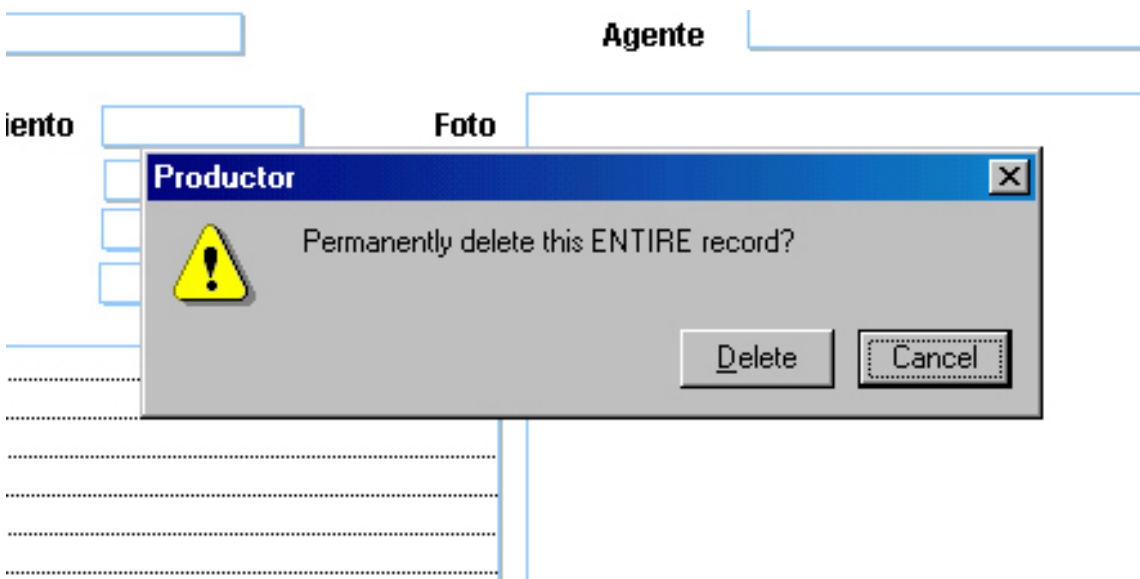 Agente
iento
Foto
Productor
Permanently delete this ENTIRE record?
Delete
Cancel